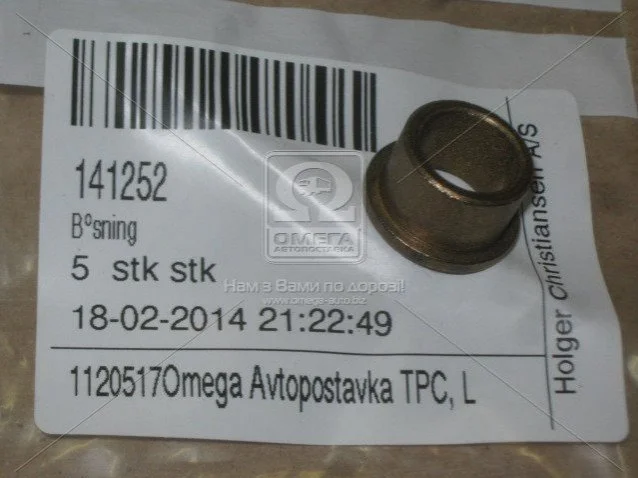 141252
B°sning
5 stk stk
18-02-2014 21:22:49
1120517Omega Avtopostavka TPC, L
Holger Christiansen A/S
ОМЕГА
АВТОПОСТАВКА
Нам з Вами по дорозі!
www.omega-auto.biz